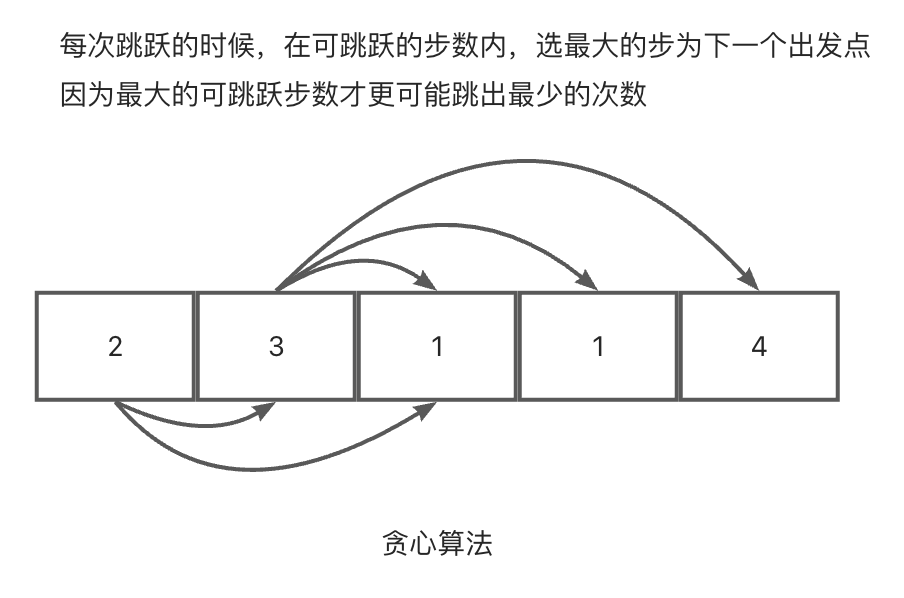 每次跳跃的时候，在可跳跃的步数内，选最大的步为下一个出发点
因为最大的可跳跃步数才更可能跳出最少的次数
2 3 1 1 4
贪心算法